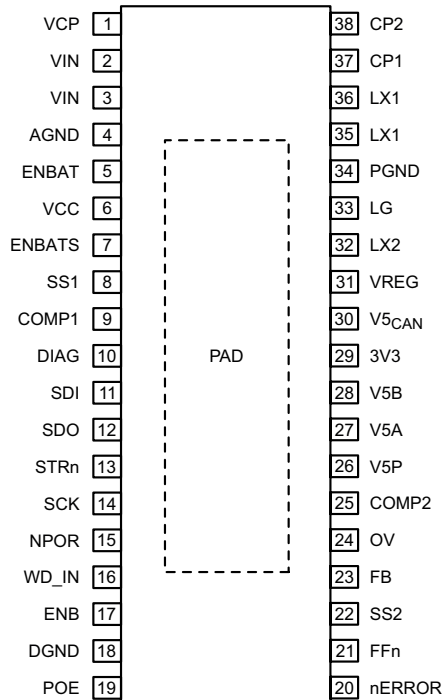 VCP 1
VIN 2
VIN 3
AGND 4
ENBAT 5
VCC 6
ENBATS 7
SS1 8
COMP1 9
DIAG 10
SDI 11
SDO 12
STRn 13
SCK 14
NPOR 15
WD_IN 16
ENB 17
DGND 18
POE 19
PAD
38 CP2
37 CP1
36 LX1
35 LX1
34 PGND
33 LG
32 LX2
31 VREG
30 V5CAN
29 3V3
28 V5B
27 V5A
26 V5P
25 COMP2
24 OV
23 FB
22 SS2
21 FFn
20 nERROR